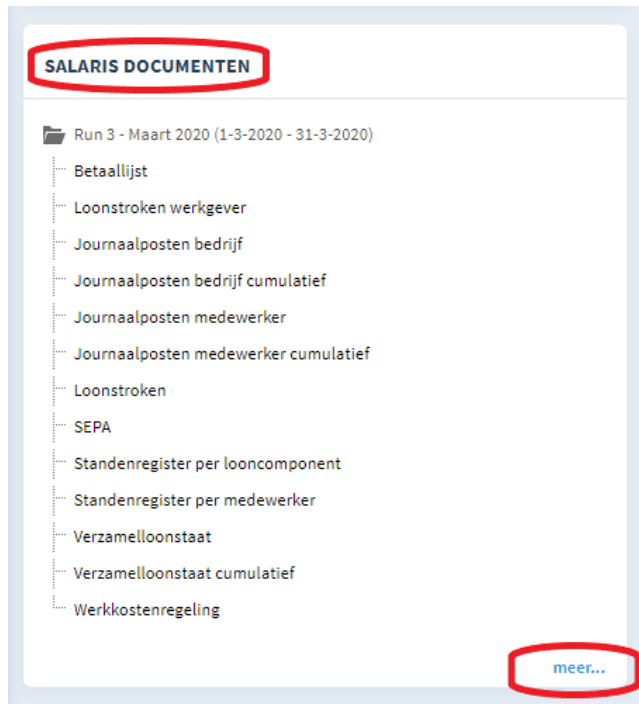 SALARIS DOCUMENTEN
Run 3 - Maart 2020 (1-3-2020 - 31-3-2020)
Betaallijst
Loonstroken werkgever
Journaalposten bedrijf
Journaalposten bedrijf cumulatief
Journaalposten medewerker
Journaalposten medewerker cumulatief
Loonstroken
SEPA
Standenregister per looncomponent
Standenregister per medewerker
Verzamelloonstaat
Verzamelloonstaat cumulatief
Werkkostenregeling
meer...